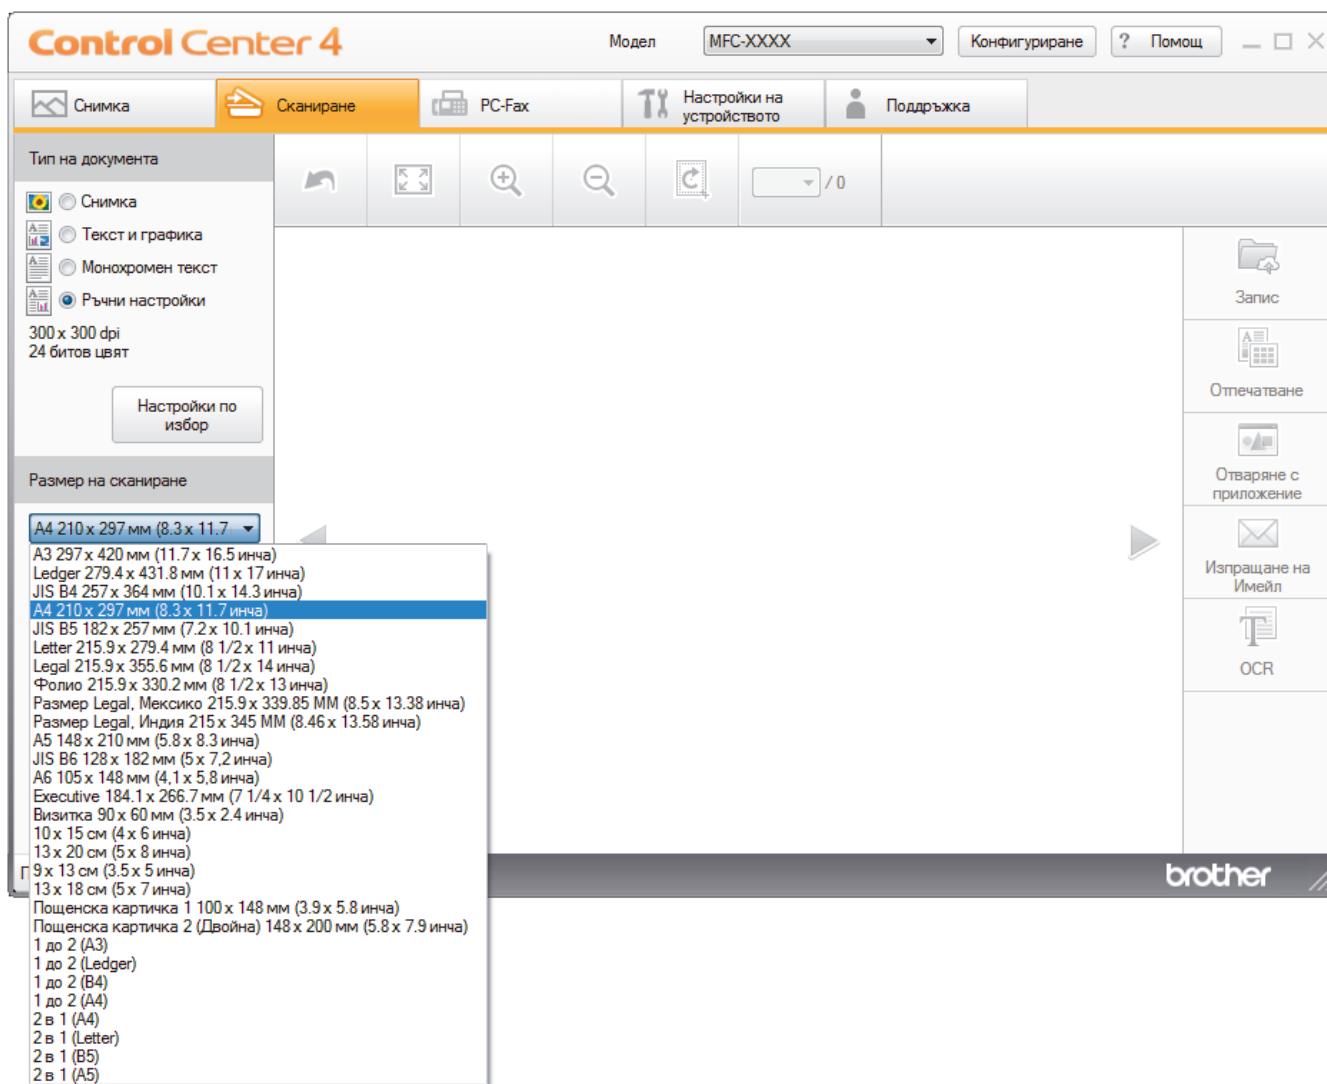 Control Center 4
Модел
MFC-XXXX
Конфигуриране
? Помощ
Снимка
Сканиране
PC-Fax
Настройки на
устройството
Поддръжка
Тип на документа
/ 0
Снимка
Текст и графика
Монохромен текст
Ръчни настройки
300 x 300 dpi
24 битов цвят
Настройки по
избор
Размер на сканиране
A4 210 x 297 мм (8.3 x 11.7
A3 297 x 420 мм (11.7 x 16.5 инча)
Ledger 279.4 x 431.8 мм (11 x 17 инча)
JIS B4 257 x 364 мм (10.1 x 14.3 инча)
A4 210 x 297 мм (8.3 x 11.7 инча)
JIS B5 182 x 257 мм (7.2 x 10.1 инча)
Letter 215.9 x 279.4 мм (8 1/2 x 11 инча)
Legal 215.9 x 355.6 мм (8 1/2 x 14 инча)
Фолио 215.9 x 330.2 мм (8 1/2 x 13 инча)
Размер Legal, Мексико 215.9 x 339.85 ММ (8.5 x 13.38 инча)
Размер Legal, Индия 215 x 345 ММ (8.46 x 13.58 инча)
A5 148 x 210 мм (5.8 x 8.3 инча)
JIS B6 128 x 182 мм (5 x 7,2 инча)
A6 105 x 148 мм (4,1 x 5,8 инча)
Executive 184.1 x 266.7 мм (7 1/4 x 10 1/2 инча)
Визитка 90 x 60 мм (3.5 x 2.4 инча)
10 x 15 см (4 x 6 инча)
13 x 20 см (5 x 8 инча)
9 x 13 см (3.5 x 5 инча)
13 x 18 см (5 x 7 инча)
Пощенска картичка 1 100 x 148 мм (3.9 x 5.8 инча)
Пощенска картичка 2 (Двойна) 148 x 200 мм (5.8 x 7.9 инча)
1 до 2 (A3)
1 до 2 (Ledger)
1 до 2 (B4)
1 до 2 (A4)
2 в 1 (A4)
2 в 1 (Letter)
2 в 1 (B5)
2 в 1 (A5)
Запис
Отпечатване
Отваряне с
приложение
Изпращане на
Имейл
OCR
brother